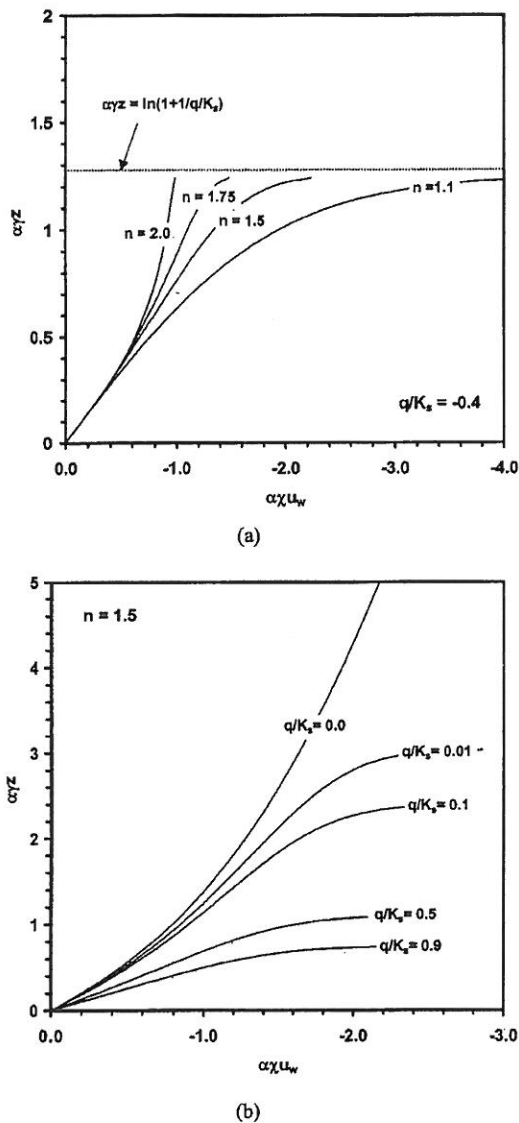 2
αγz = ln(1+1/q/Kₛ)
1.5
n = 1.75
n =1.1
n = 2.0
n = 1.5
1
αγz
0.5
q/Kₛ = -0.4
0
0.0 -1.0 -2.0 -3.0 -4.0
αχu_w
(a)
5
n = 1.5
4
q/Kₛ= 0.0
3
q/Kₛ= 0.01
αγz
q/Kₛ= 0.1
2
1
q/Kₛ= 0.5
q/Kₛ= 0.9
0
0.0 -1.0 -2.0 -3.0
αχu_w
(b)